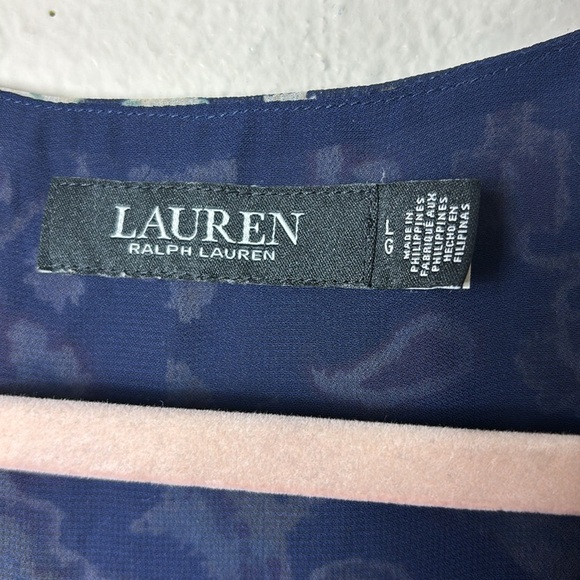 LAUREN
RALPH LAUREN
L
G
MADE IN
PHILIPPINES
FABRIQUÉ AUX
PHILIPPINES
HECHO EN
FILIPINAS